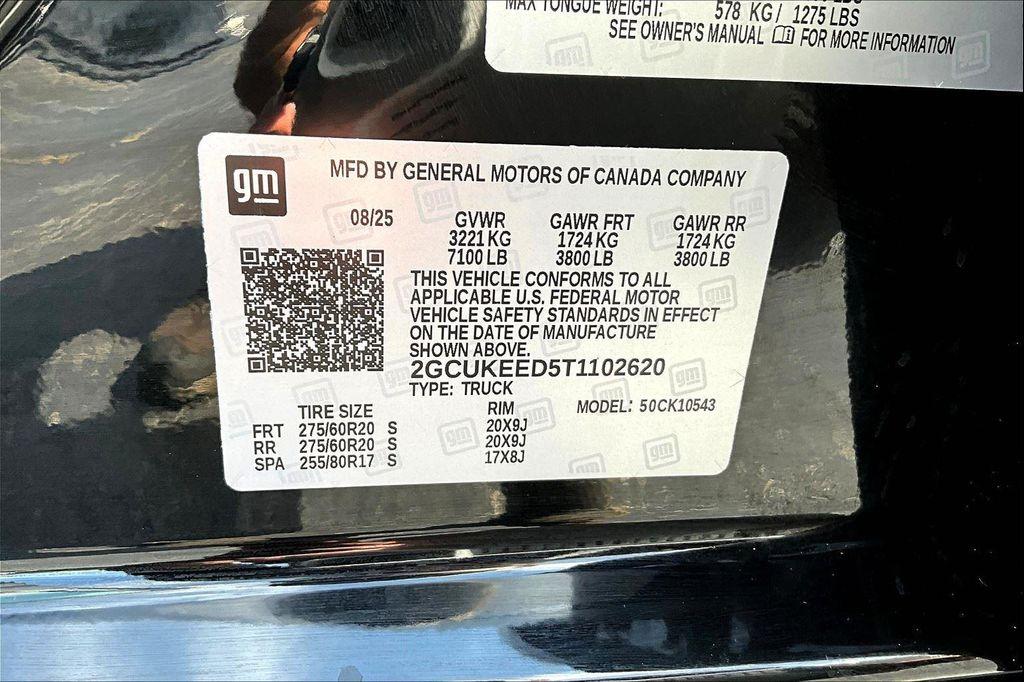 MAX TONGUE WEIGHT: 578 KG/ 1275 LBS
SEE OWNER'S MANUAL FOR MORE INFORMATION
gm
MFD BY GENERAL MOTORS OF CANADA COMPANY
08/25 GVWR GAWR FRT GAWR RR
3221 KG 1724 KG 1724 KG
7100 LB 3800 LB 3800 LB
THIS VEHICLE CONFORMS TO ALL
APPLICABLE U.S. FEDERAL MOTOR
VEHICLE SAFETY STANDARDS IN EFFECT
ON THE DATE OF MANUFACTURE
SHOWN ABOVE.
2GCUKEED5T1102620
TYPE: TRUCK
TIRE SIZE RIM MODEL: 50CK10543
FRT 275/60R20 S 20X9J
RR 275/60R20 S 20X9J
SPA 255/80R17 S 17X8J